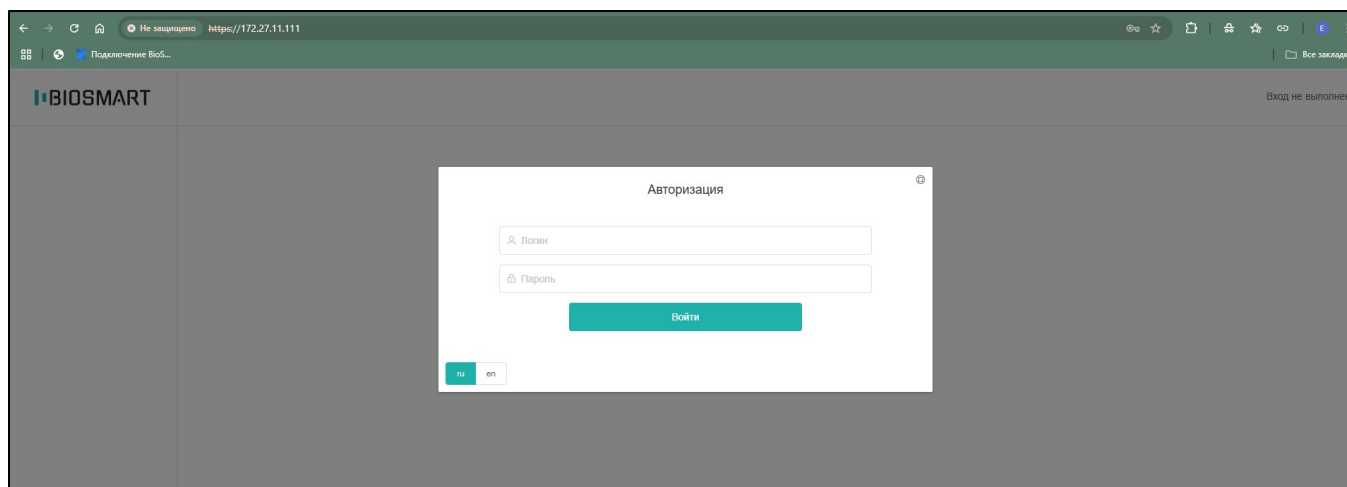 Не защищено https://172.27.11.111
E
Подключение BioS...
Все заклад
BIOSMART
Вход не выполнен
Авторизация
Логин
Пароль
Войти
ru en